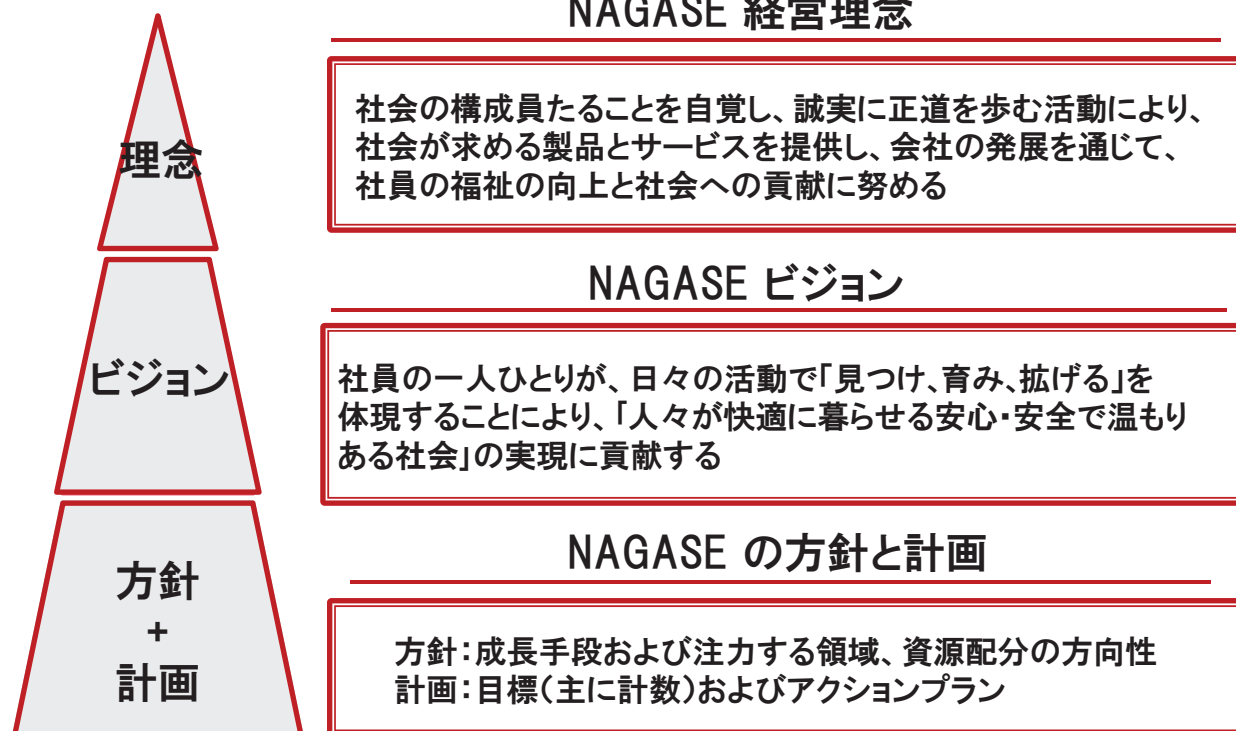 NAGASE 経営理念
理念
社会の構成員たることを自覚し、誠実に正道を歩む活動により、
社会が求める製品とサービスを提供し、会社の発展を通じて、
社員の福祉の向上と社会への貢献に努める
NAGASE ビジョン
ビジョン
社員の一人ひとりが、日々の活動で「見つけ、育み、拡げる」を
体現することにより、「人々が快適に暮らせる安心・安全で温もり
ある社会」の実現に貢献する
NAGASE の方針と計画
方針
+
計画
方針：成長手段および注力する領域、資源配分の方向性
計画：目標（主に計数）およびアクションプラン